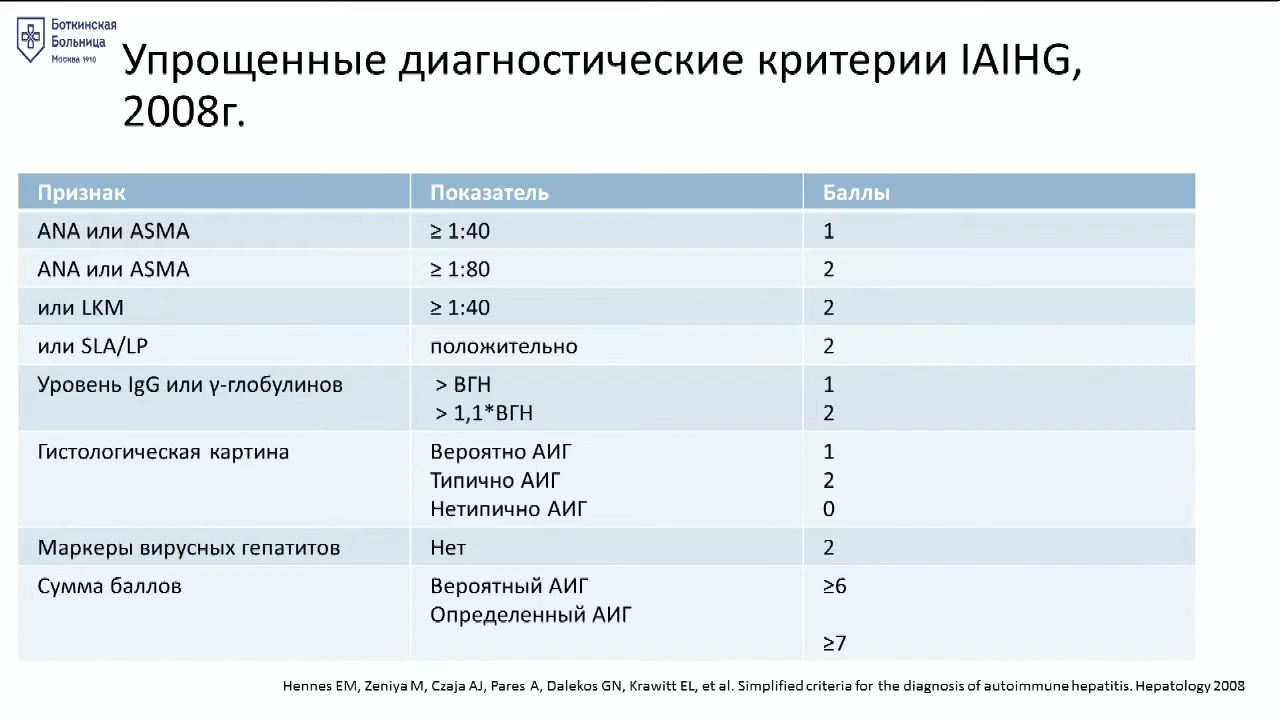 Боткинская
Больница
Москва 1910
Упрощенные диагностические критерии IAIHG,
2008г.
Признак Показатель Баллы
ANA или ASMA ≥ 1:40 1
ANA или ASMA ≥ 1:80 2
или LKM ≥ 1:40 2
или SLA/LP положительно 2
Уровень IgG или γ-глобулинов > ВГН 1
> 1,1*ВГН 2
Гистологическая картина Вероятно АИГ 1
Типично АИГ 2
Нетипично АИГ 0
Маркеры вирусных гепатитов Нет 2
Сумма баллов Вероятный АИГ ≥6
Определенный АИГ
≥7
Hennes EM, Zeniya M, Czaja AJ, Pares A, Dalekos GN, Krawitt EL, et al. Simplified criteria for the diagnosis of autoimmune hepatitis. Hepatology 2008